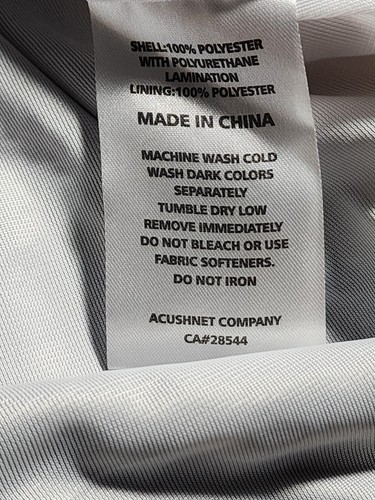 SHELL:100% POLYESTER
WITH POLYURETHANE
LAMINATION
LINING:100% POLYESTER
MADE IN CHINA
MACHINE WASH COLD
WASH DARK COLORS
SEPARATELY
TUMBLE DRY LOW
REMOVE IMMEDIATELY
DO NOT BLEACH OR USE
FABRIC SOFTENERS.
DO NOT IRON
ACUSHNET COMPANY
CA#28544